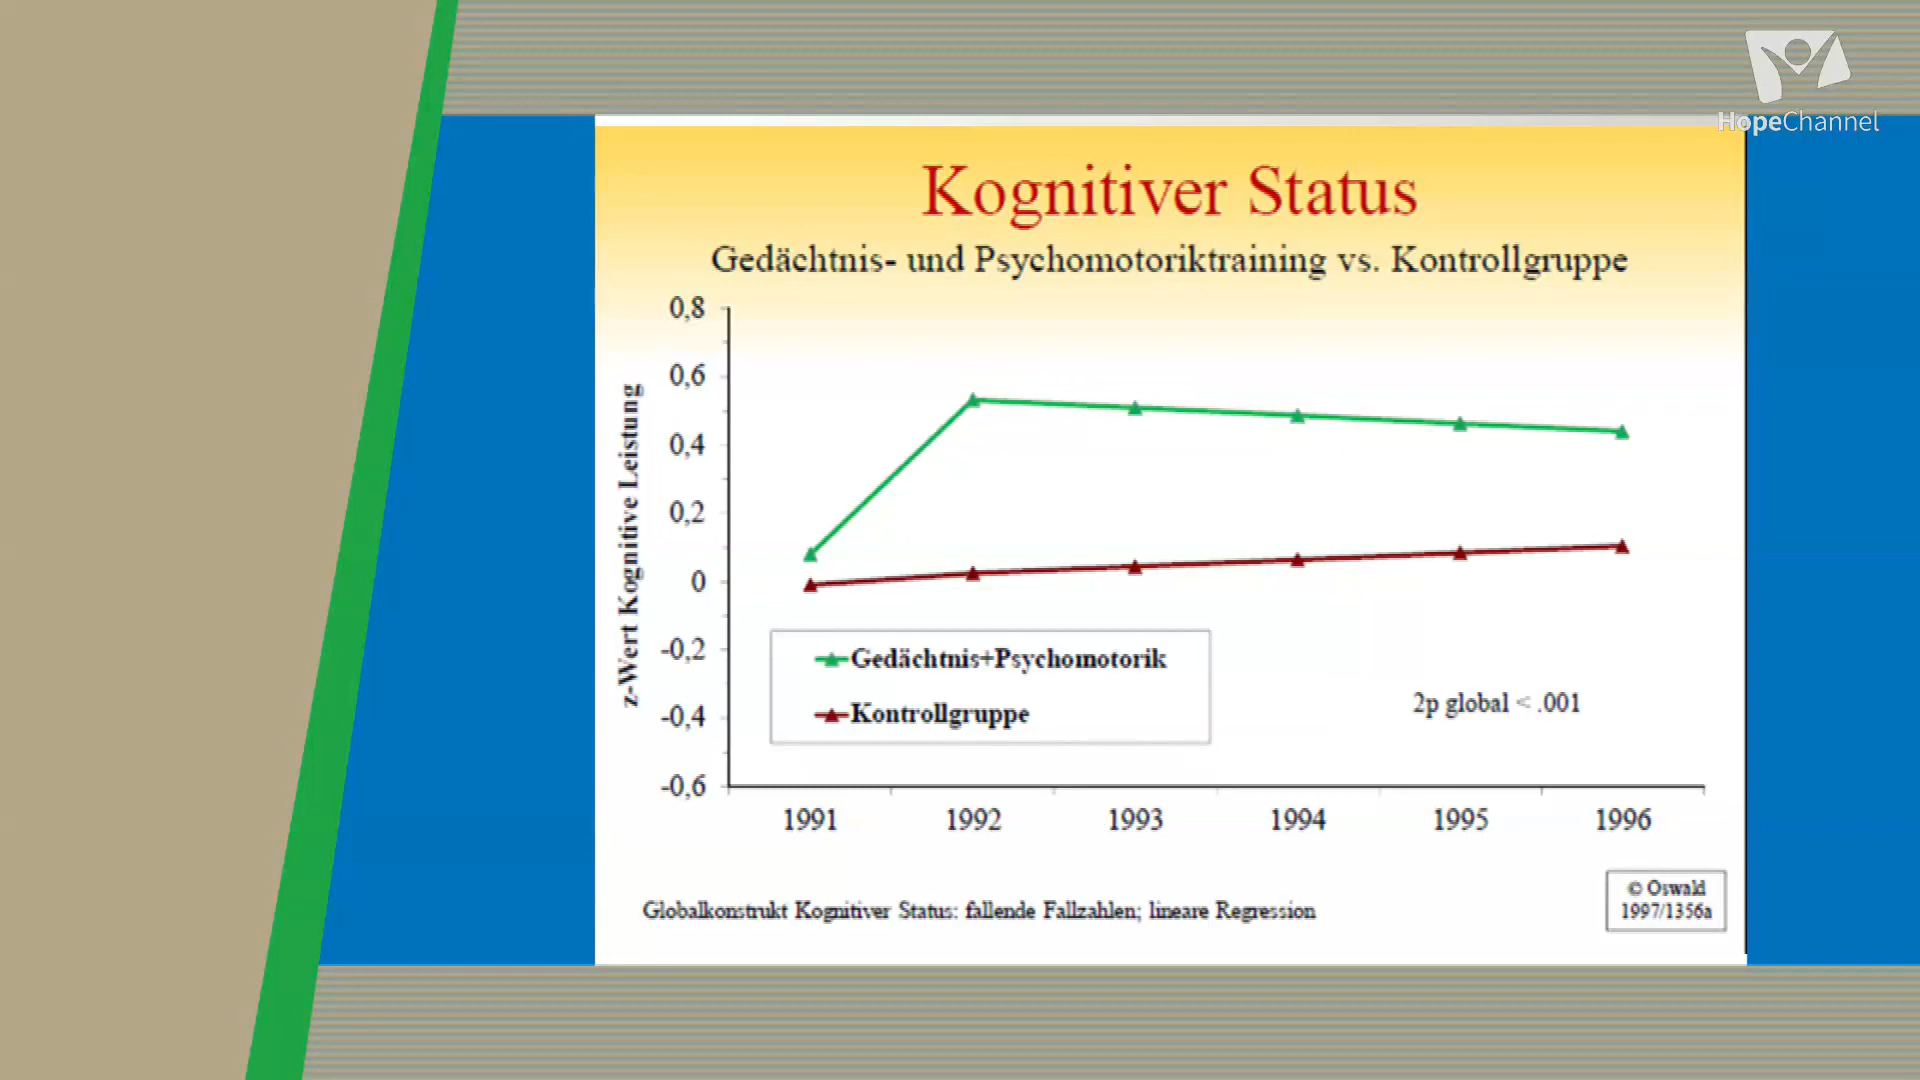 HopeChannel
Kognitiver Status
Gedächtnis- und Psychomotoriktraining vs. Kontrollgruppe
z-Wert Kognitive Leistung
0,8
0,6
0,4
0,2
0
-0,2
-0,4
-0,6
Gedächtnis+Psychomotorik
Kontrollgruppe
2p global < .001
1991 1992 1993 1994 1995 1996
Globalkonstrukt Kognitiver Status: fallende Fallzahlen; lineare Regression
© Oswald
1997/1356a